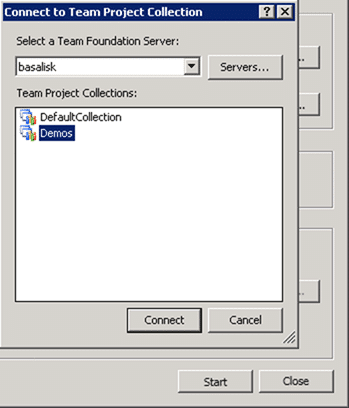 Connect to Team Project Collection
Select a Team Foundation Server:
basalisk
Servers...
Team Project Collections:
DefaultCollection
Demos
Connect
Cancel
Start
Close